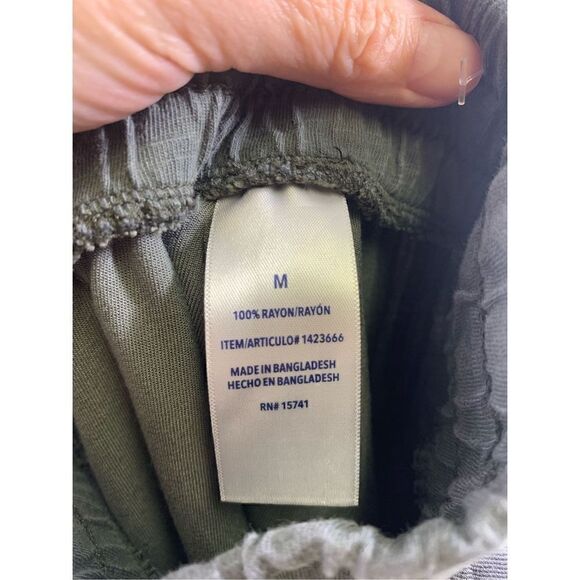 M
100% RAYON/RAYÓN
ITEM/ARTICULO# 1423666
MADE IN BANGLADESH
HECHO EN BANGLADESH
RN# 15741